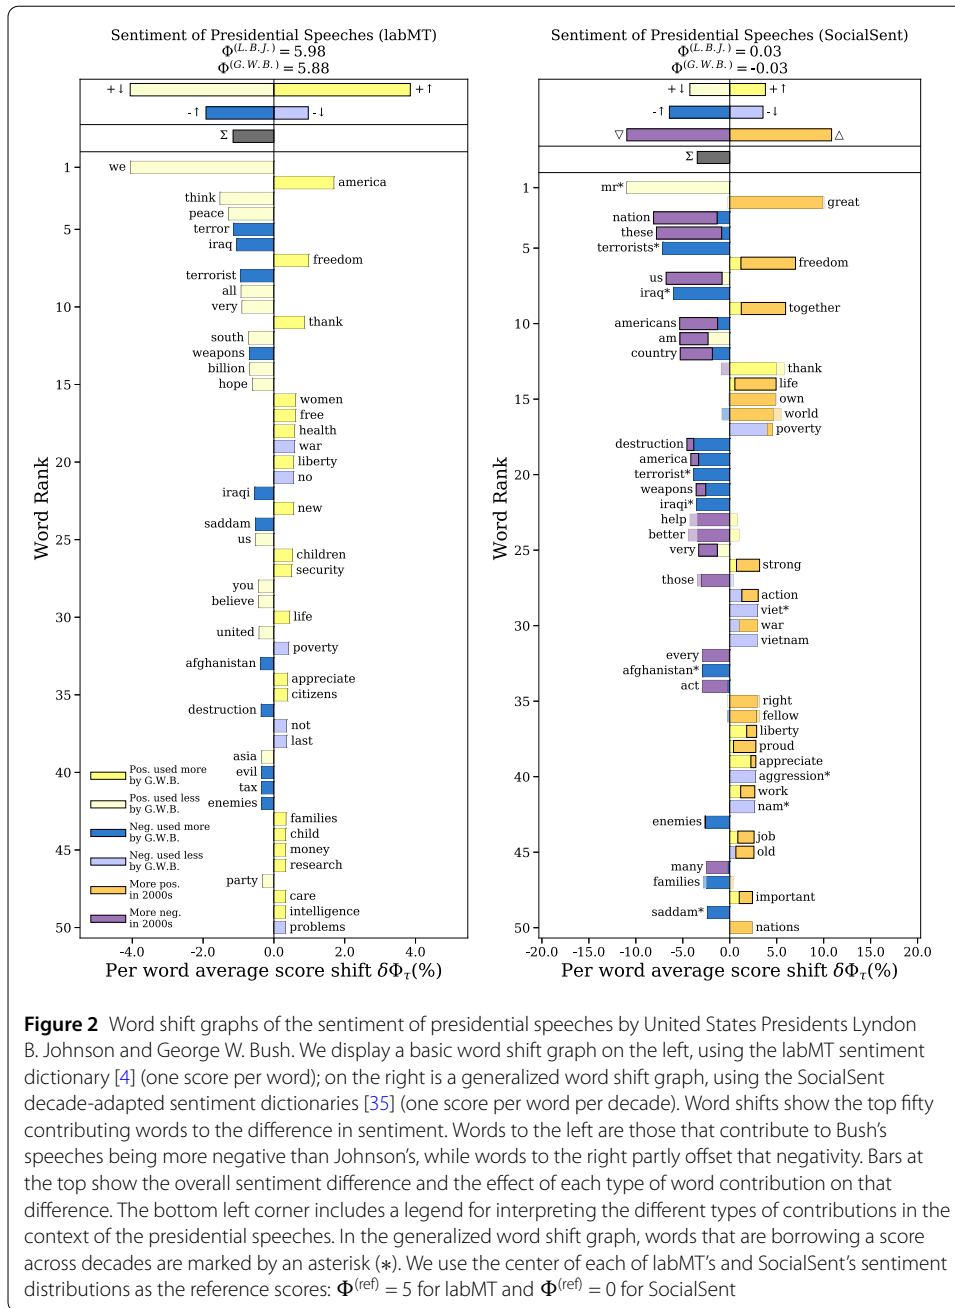 Sentiment of Presidential Speeches (labMT)
Φ(L.B.J.) = 5.98
Φ(G.W.B.) = 5.88
+↓
+↑
-↑
-↓
Σ
1
we
america
think
peace
5
terror
iraq
freedom
terrorist
all
10
very
thank
south
weapons
billion
15
hope
women
free
health
war
20
liberty
no
iraqi
new
saddam
25
us
children
security
you
believe
30
life
united
poverty
afghanistan
appreciate
35
citizens
destruction
not
last
asia
40
evil
tax
enemies
families
child
45
money
research
party
care
intelligence
50
problems
Word Rank
Pos. used more
by G.W.B.
Pos. used less
by G.W.B.
Neg. used more
by G.W.B.
Neg. used less
by G.W.B.
More pos.
in 2000s
More neg.
in 2000s
-4.0 -2.0 0.0 2.0 4.0
Per word average score shift δΦτ(%)
Sentiment of Presidential Speeches (SocialSent)
Φ(L.B.J.) = 0.03
Φ(G.W.B.) = -0.03
+↓
+↑
-↑
-↓
▽
△
Σ
1
mr*
great
nation
these
5
terrorists*
freedom
us
iraq*
together
10
americans
am
country
thank
life
15
own
world
poverty
destruction
america
20
terrorist*
weapons
iraqi*
help
better
25
very
strong
those
action
viet*
30
war
vietnam
every
afghanistan*
act
35
right
fellow
liberty
proud
appreciate
40
aggression*
work
nam*
enemies
job
45
old
many
families
important
saddam*
50
nations
Word Rank
-20.0 -15.0 -10.0 -5.0 0.0 5.0 10.0 15.0 20.0
Per word average score shift δΦτ(%)
Figure 2 Word shift graphs of the sentiment of presidential speeches by United States Presidents Lyndon
B. Johnson and George W. Bush. We display a basic word shift graph on the left, using the labMT sentiment
dictionary [4] (one score per word); on the right is a generalized word shift graph, using the SocialSent
decade-adapted sentiment dictionaries [35] (one score per word per decade). Word shifts show the top fifty
contributing words to the difference in sentiment. Words to the left are those that contribute to Bush's
speeches being more negative than Johnson's, while words to the right partly offset that negativity. Bars at
the top show the overall sentiment difference and the effect of each type of word contribution on that
difference. The bottom left corner includes a legend for interpreting the different types of contributions in the
context of the presidential speeches. In the generalized word shift graph, words that are borrowing a score
across decades are marked by an asterisk (*). We use the center of each of labMT's and SocialSent's sentiment
distributions as the reference scores: Φ(ref) = 5 for labMT and Φ(ref) = 0 for SocialSent